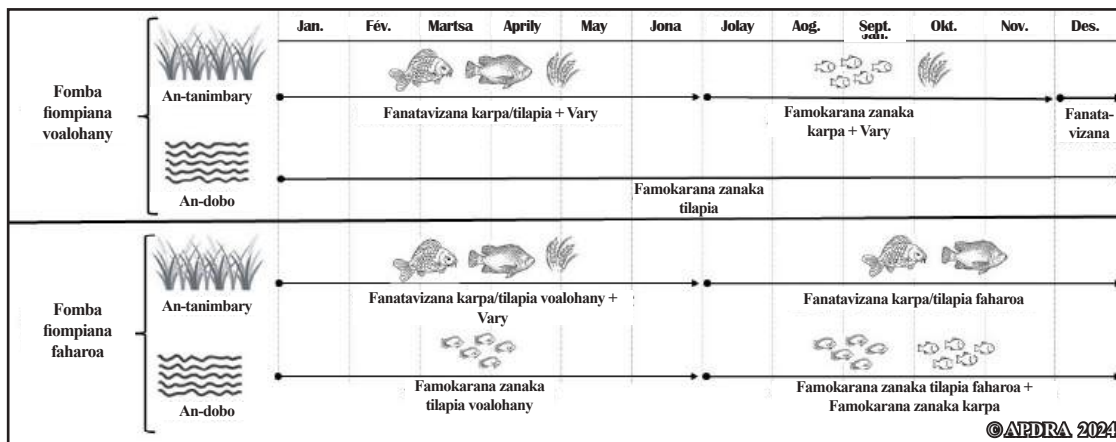 Jan. Fév. Martsa Aprily May Jona Jolay Aog. Sept. Okt. Nov. Des.
Fomba
fiompiana
voalohany
An-tanimbary
Fanatavizana karpa/tilapia + Vary
Famokarana zanaka
karpa + Vary
Fanata-
vizana
An-dobo
Famokarana zanaka
tilapia
Fomba
fiompiana
faharoa
An-tanimbary
Fanatavizana karpa/tilapia voalohany +
Vary
Fanatavizana karpa/tilapia faharoa
An-dobo
Famokarana zanaka
tilapia voalohany
Famokarana zanaka tilapia faharoa +
Famokarana zanaka karpa
©APDRA 2024